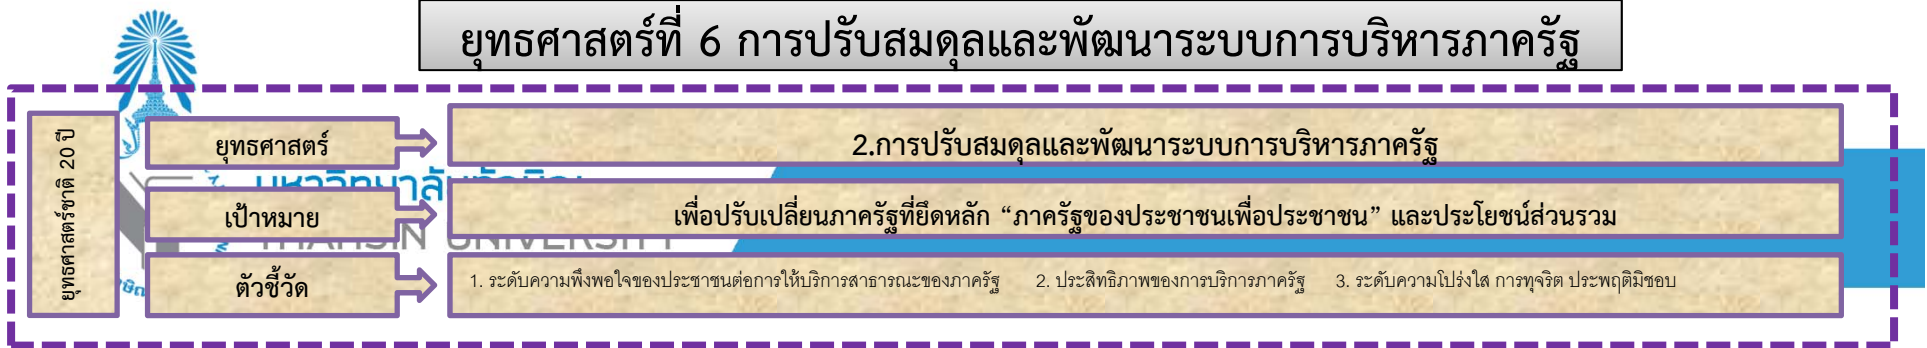 ยุทธศาสตร์ที่ 6 การปรับสมดุลและพัฒนาระบบการบริหารภาครัฐ
ยุทธศาสตร์ชาติ 20 ปี
ยุทธศาสตร์
2.การปรับสมดุลและพัฒนาระบบการบริหารภาครัฐ
เป้าหมาย
เพื่อปรับเปลี่ยนภาครัฐที่ยึดหลัก “ภาครัฐของประชาชนเพื่อประชาชน” และประโยชน์ส่วนรวม
ตัวชี้วัด
1. ระดับความพึงพอใจของประชาชนต่อการให้บริการสาธารณะของภาครัฐ 2. ประสิทธิภาพของการบริการภาครัฐ 3. ระดับความโปร่งใส การทุจริต ประพฤติมิชอบ
UNIVERSITY